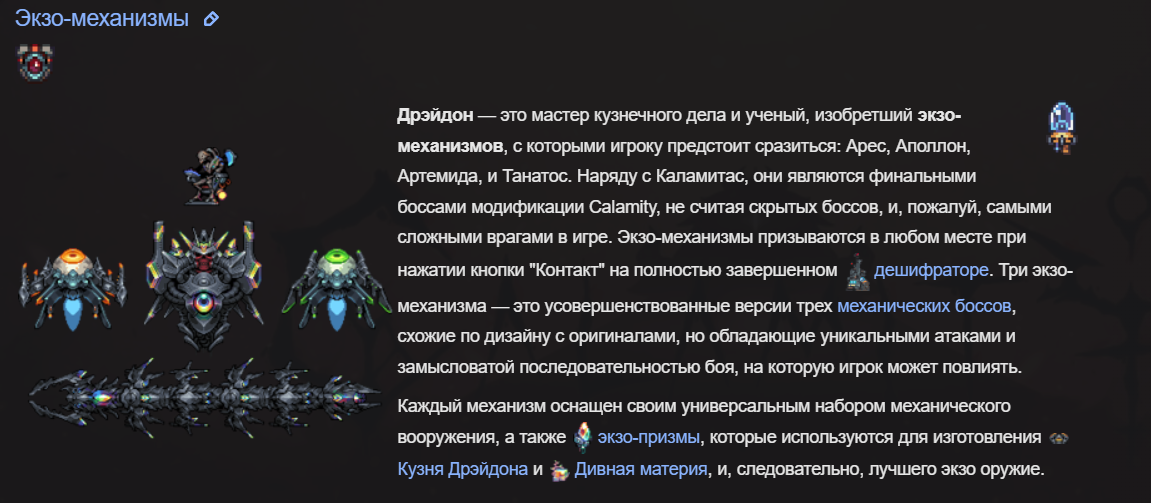 Экзо-механизмы
Дрэйдон — это мастер кузнечного дела и ученый, изобретший экзо-
механизмов, с которыми игроку предстоит сразиться: Арес, Аполлон,
Артемида, и Танатос. Наряду с Каламитас, они являются финальными
боссами модификации Calamity, не считая скрытых боссов, и, пожалуй, самыми
сложными врагами в игре. Экзо-механизмы призываются в любом месте при
нажатии кнопки "Контакт" на полностью завершенном дешифраторе. Три экзо-
механизма — это усовершенствованные версии трех механических боссов,
схожие по дизайну с оригиналами, но обладающие уникальными атаками и
замысловатой последовательностью боя, на которую игрок может повлиять.
Каждый механизм оснащен своим универсальным набором механического
вооружения, а также экзо-призмы, которые используются для изготовления
Кузня Дрэйдона и Дивная материя, и, следовательно, лучшего экзо оружие.